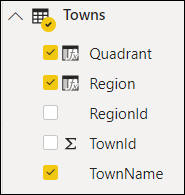 Towns
Quadrant
Region
RegionId
Σ TownId
TownName